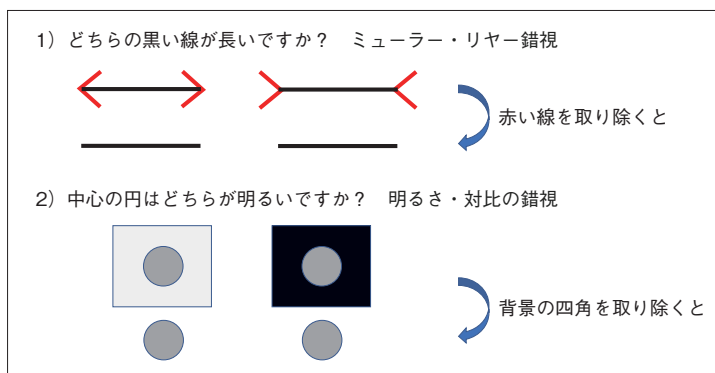 1）どちらの黒い線が長いですか？　ミューラー・リヤー錯視
赤い線を取り除くと
2）中心の円はどちらが明るいですか？　明るさ・対比の錯視
背景の四角を取り除くと